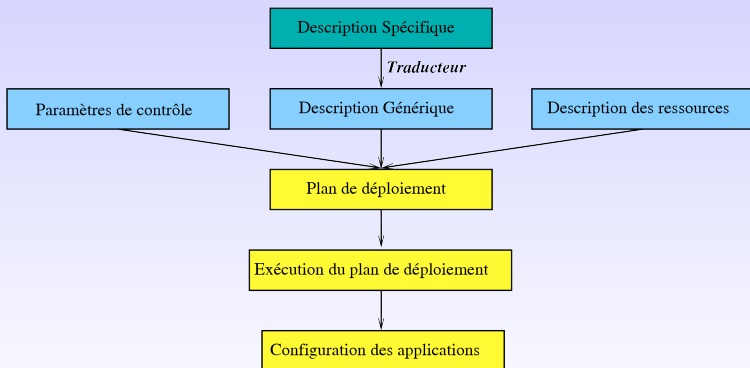 Description Spécifique
Traducteur
Paramètres de contrôle
Description Générique
Description des ressources
Plan de déploiement
Exécution du plan de déploiement
Configuration des applications